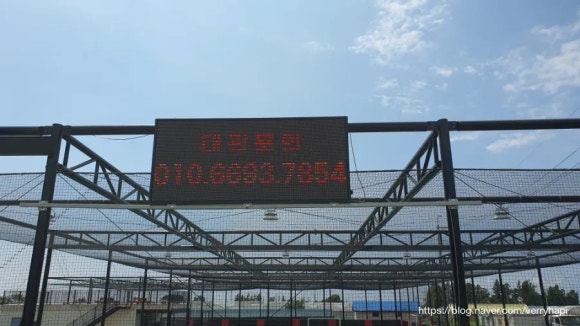 대관문의
010.6693.7854
https://blog.naver.com/verryhapr